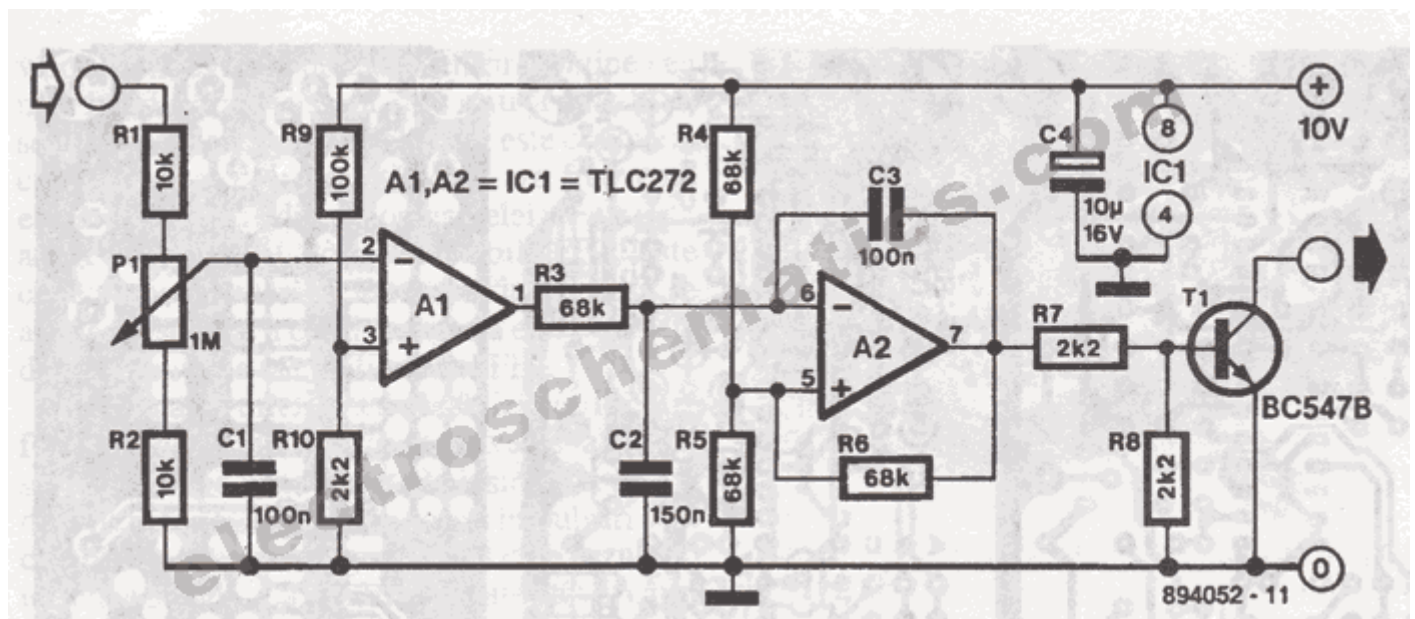 R1
10k
P1
1M
R2
10k
C1
100n
R9
100k
R10
2k2
A1,A2 = IC1 = TLC272
2
3
1
A1
R3
68k
C2
150n
R4
68k
R5
68k
C3
100n
6
5
7
A2
R6
68k
C4
10µ
16V
8
IC1
4
+
10V
R7
2k2
R8
2k2
T1
BC547B
0
894052 - 11
electroschematics.com